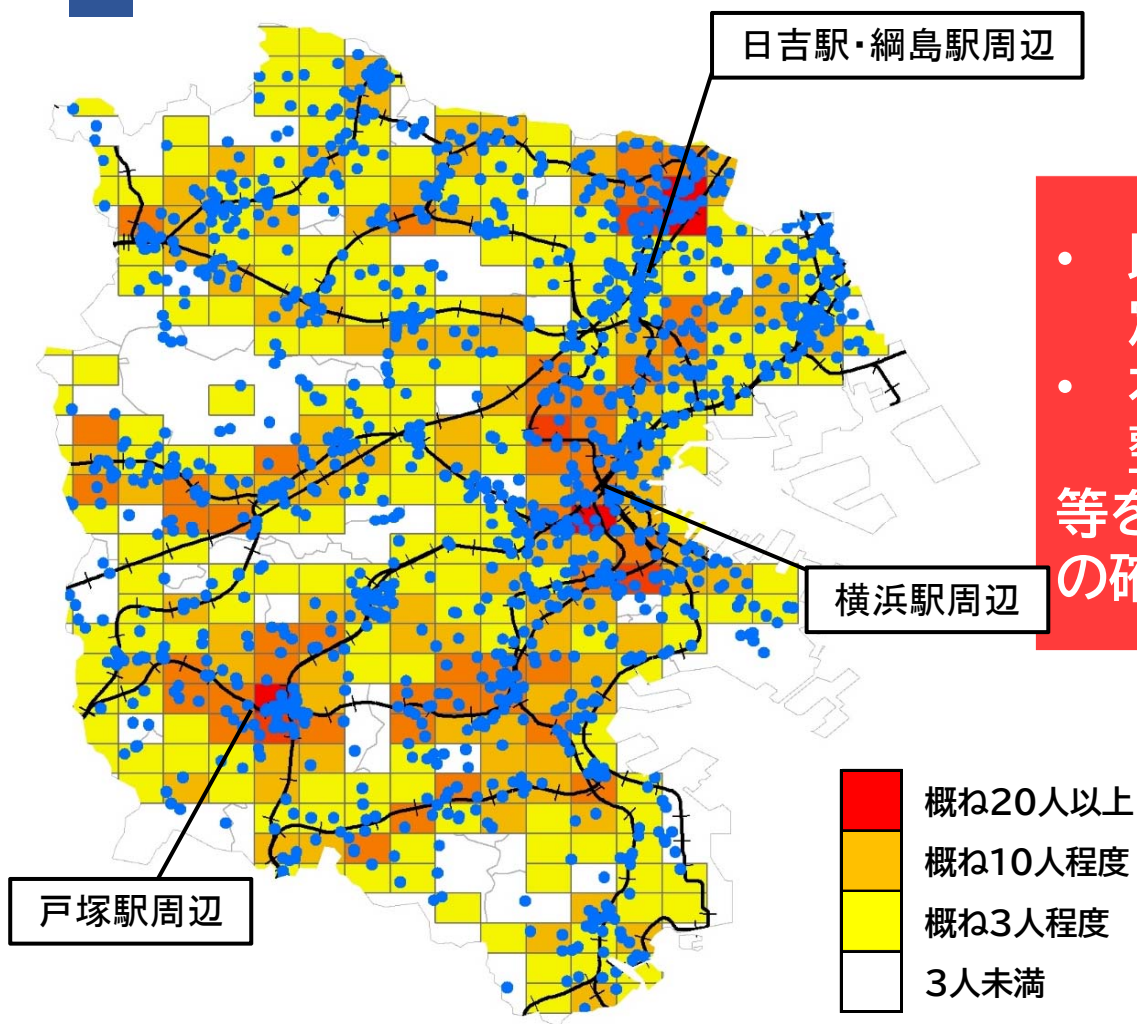 日吉駅・綱島駅周辺
等を
の確
横浜駅周辺
戸塚駅周辺
概ね20人以上
概ね10人程度
概ね3人程度
3人未満